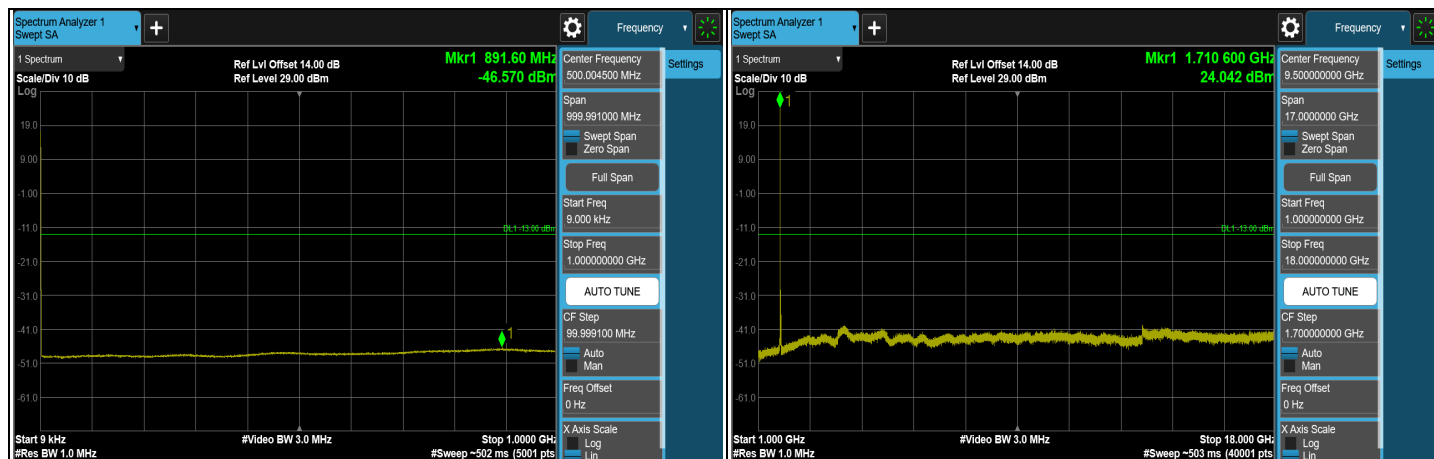 Spectrum Analyzer 1
Swept SA
Frequency
1 Spectrum
Scale/Div 10 dB
Log
Ref Lvl Offset 14.00 dB
Ref Level 29.00 dBm
Mkr1 891.60 MHz
-46.570 dBm
1
19.0
9.00
-1.00
-11.0
DL1 -13.00 dBm
-21.0
-31.0
-41.0
1
-51.0
-61.0
Start 9 kHz
#Res BW 1.0 MHz
#Video BW 3.0 MHz
Stop 1.0000 GHz
#Sweep ~502 ms (5001 pts
Center Frequency
500.004500 MHz
Settings
Span
999.991000 MHz
Swept Span
Zero Span
Full Span
Start Freq
9.000 kHz
Stop Freq
1.000000000 GHz
AUTO TUNE
CF Step
99.999100 MHz
Auto
Man
Freq Offset
0 Hz
X Axis Scale
Log
Lin
Spectrum Analyzer 1
Swept SA
Frequency
1 Spectrum
Scale/Div 10 dB
Log
Ref Lvl Offset 14.00 dB
Ref Level 29.00 dBm
Mkr1 1.710 600 GHz
24.042 dBm
1
19.0
9.00
-1.00
-11.0
DL1 -13.00 dBm
-21.0
-31.0
-41.0
-51.0
-61.0
Start 1.000 GHz
#Res BW 1.0 MHz
#Video BW 3.0 MHz
Stop 18.000 GHz
#Sweep ~503 ms (40001 pts
Center Frequency
9.500000000 GHz
Settings
Span
17.0000000 GHz
Swept Span
Zero Span
Full Span
Start Freq
1.000000000 GHz
Stop Freq
18.000000000 GHz
AUTO TUNE
CF Step
1.700000000 GHz
Auto
Man
Freq Offset
0 Hz
X Axis Scale
Log
Lin